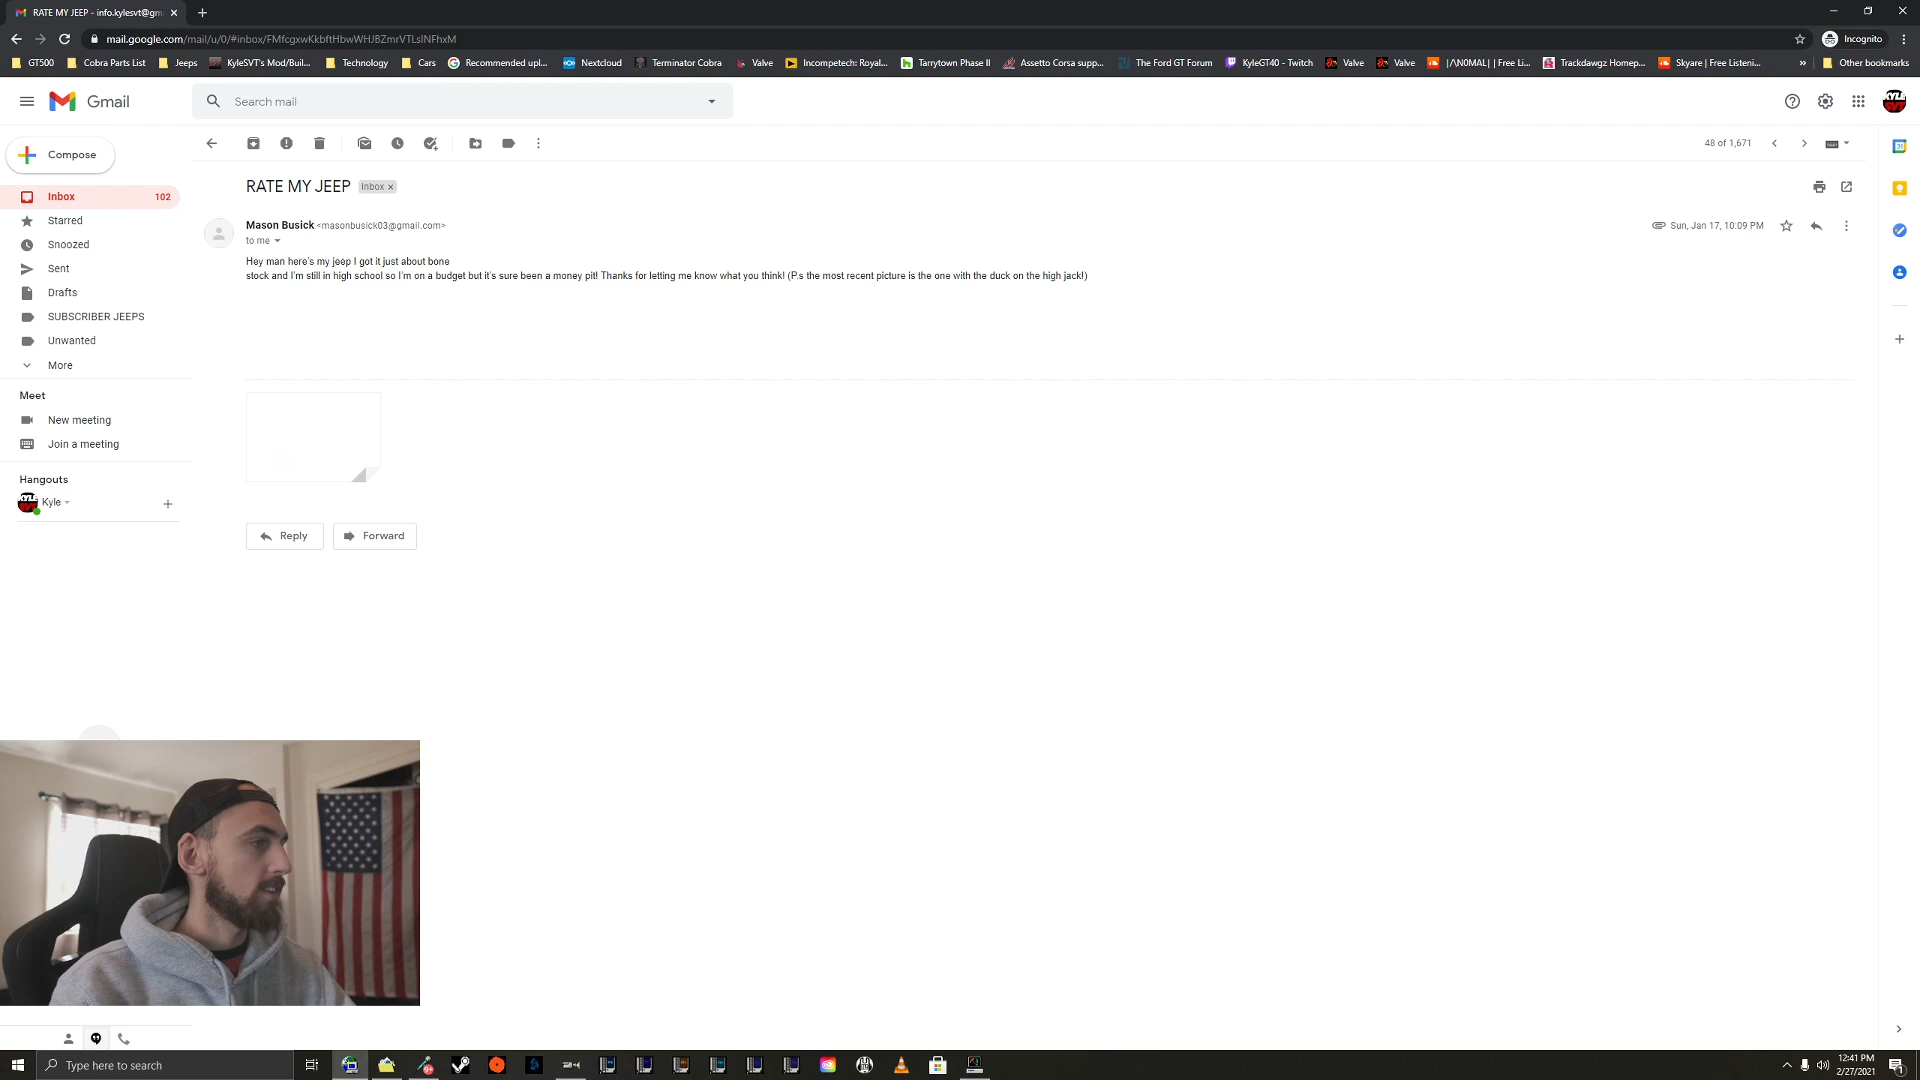 RATE MY JEEP - info.kylesvt@gm
mail.google.com/mail/u/0/#inbox/FMfcgxwKkbftHbwWHJBZmrVTLslNFhxM
Incognito
GT500
Cobra Parts List
Jeeps
KyleSVT's Mod/Buil...
Technology
Cars
Recommended upl...
Nextcloud
Terminator Cobra
Valve
Incompetech: Royal...
Tarrytown Phase II
Assetto Corsa supp...
The Ford GT Forum
KyleGT40 - Twitch
Valve
Valve
|/\N0MAL| | Free Li...
Trackdawgz Homep...
Skyare | Free Listeni...
»
Other bookmarks
Gmail
Search mail
KYLE
SVT
Compose
48 of 1,671
31
Inbox 102
Starred
Snoozed
Sent
Drafts
SUBSCRIBER JEEPS
Unwanted
More
Meet
New meeting
Join a meeting
Hangouts
Kyle
RATE MY JEEP Inbox x
Mason Busick <masonbusick03@gmail.com>
Sun, Jan 17, 10:09 PM
to me
Hey man here's my jeep I got it just about bone
stock and I'm still in high school so I'm on a budget but it's sure been a money pit! Thanks for letting me know what you think! (P.s the most recent picture is the one with the duck on the high jack!)
Reply
Forward
Type here to search
12:41 PM
2/27/2021